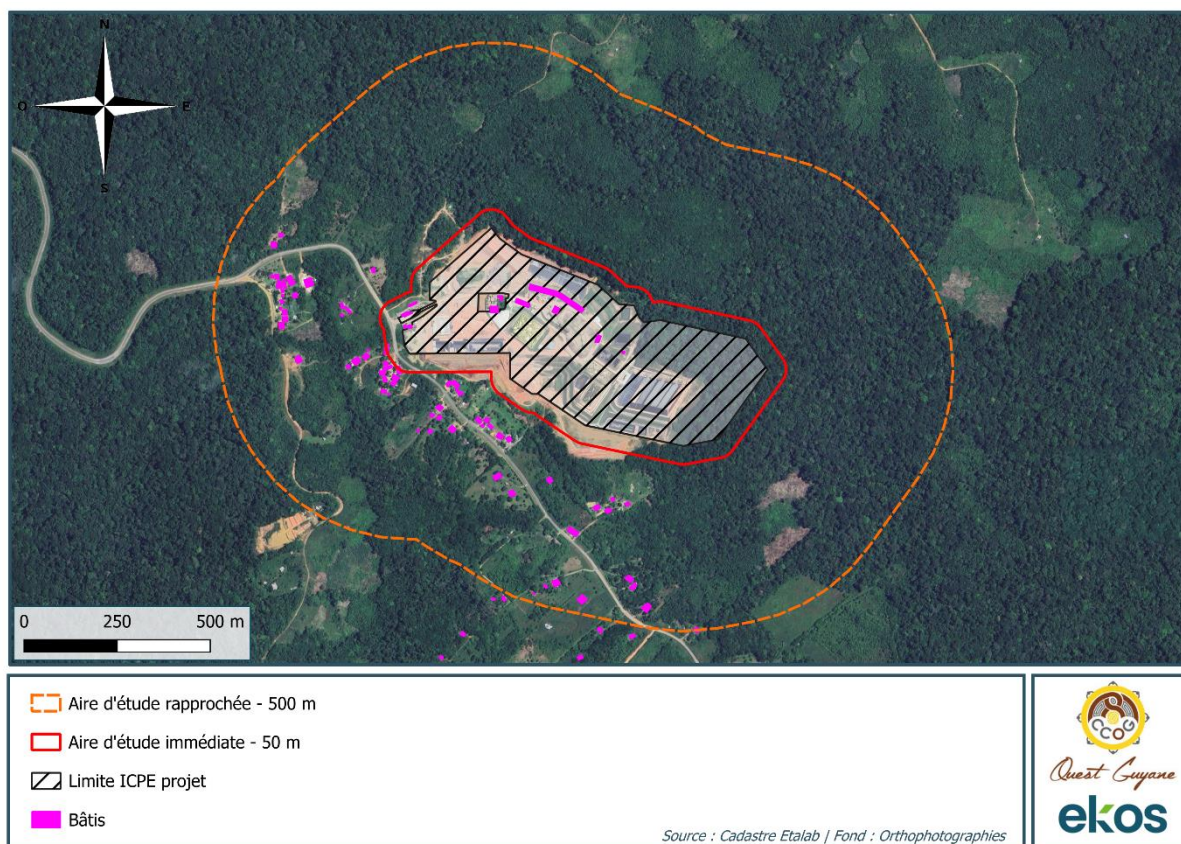 N
O
E
S
0 250 500 m
Aire d'étude rapprochée - 500 m
Aire d'étude immédiate - 50 m
Limite ICPE projet
Bâtis
Source : Cadastre Etalab | Fond : Orthophotographies
CCOG
Ouest Guyane
ekos